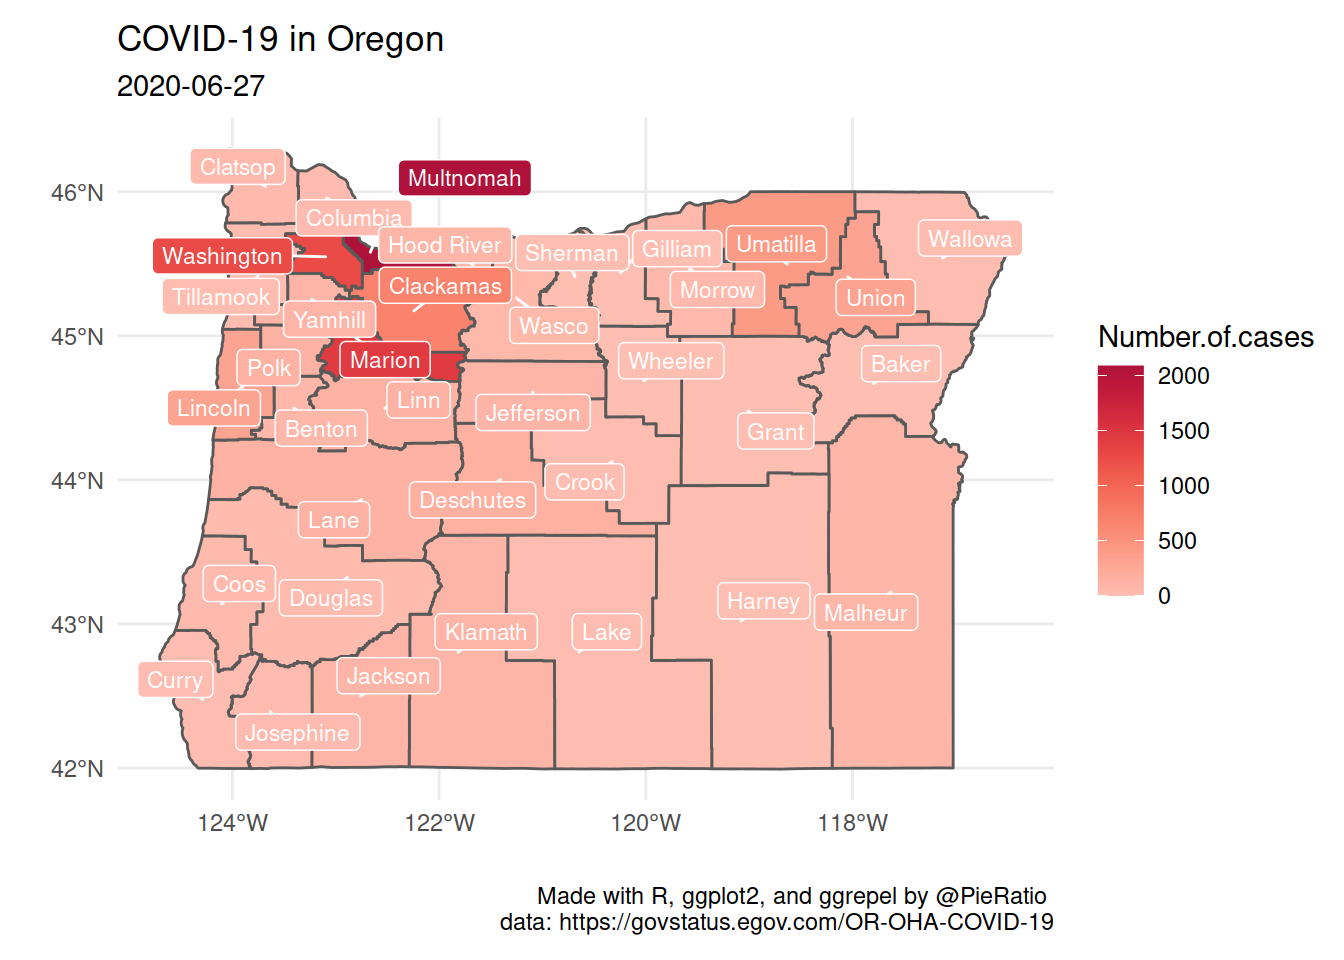 COVID-19 in Oregon
2020-06-27
46°N
45°N
44°N
43°N
42°N
Clatsop
Multnomah
Columbia
Hood River
Washington
Sherman
Gilliam
Umatilla
Wallowa
Tillamook
Clackamas
Morrow
Union
Yamhill
Wasco
Marion
Wheeler
Baker
Polk
Linn
Lincoln
Jefferson
Benton
Grant
Crook
Deschutes
Lane
Coos
Douglas
Harney
Malheur
Klamath
Lake
Curry
Jackson
Josephine
124°W
122°W
120°W
118°W
Number.of.cases
2000
1500
1000
500
0
Made with R, ggplot2, and ggrepel by @PieRatio
data: https://govstatus.egov.com/OR-OHA-COVID-19